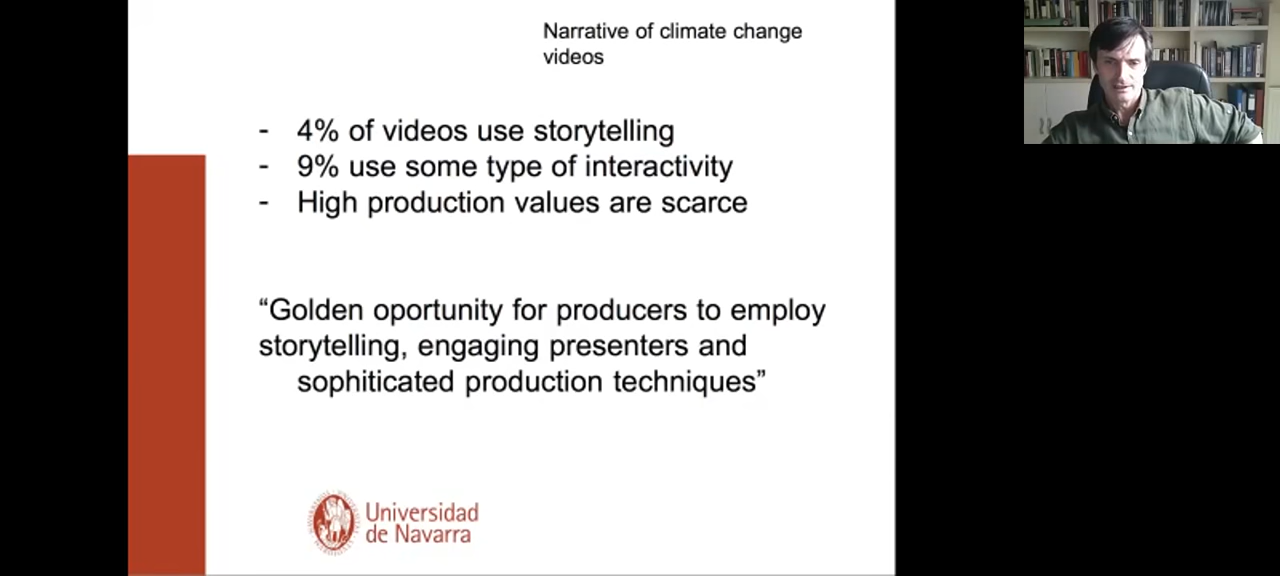 Narrative of climate change
videos
- 4% of videos use storytelling
- 9% use some type of interactivity
- High production values are scarce
“Golden oportunity for producers to employ
storytelling, engaging presenters and
sophiticated production techniques”
Universidad
de Navarra